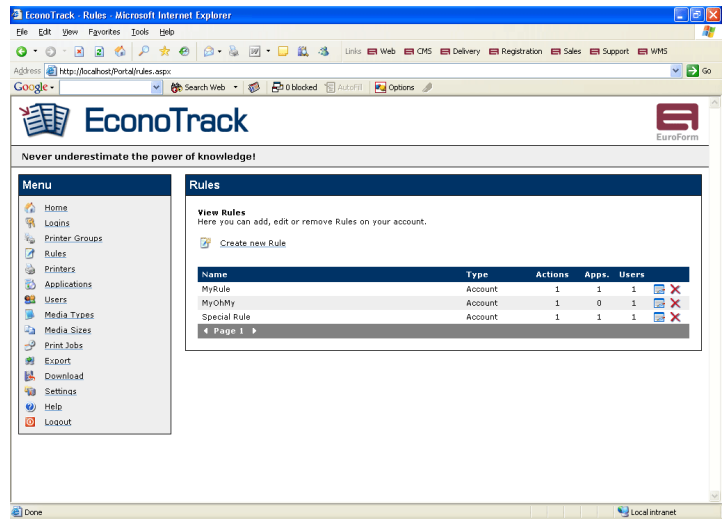 EconoTrack - Rules - Microsoft Internet Explorer
File Edit View Favorites Tools Help
Links Web CMS Delivery Registration Sales Support WMS
Address http://localhost/Portal/rules.aspx Go
Google Search Web 0 blocked AutoFill Options
EconoTrack
EuroForm
Never underestimate the power of knowledge!
Menu
Home
Logins
Printer Groups
Rules
Printers
Applications
Users
Media Types
Media Sizes
Print Jobs
Export
Download
Settings
Help
Logout
Rules
View Rules
Here you can add, edit or remove Rules on your account.
Create new Rule
Name Type Actions Apps. Users
MyRule Account 1 1 1
MyOhMy Account 1 0 1
Special Rule Account 1 1 1
Page 1
Done Local intranet